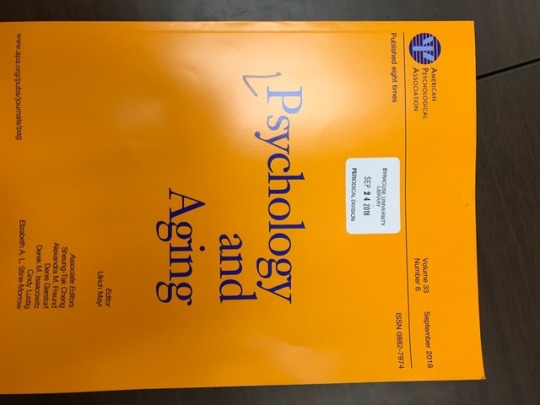 AMERICAN
PSYCHOLOGICAL
ASSOCIATION
Volume 33
Number 6
September 2018
Published eight times
ISSN 0882-7974
SYRACUSE UNIVERSITY
LIBRARY
SEP 24 2018
PERIODICAL DIVISION
Psychology
and
Aging
Editor
Ulrich Mayr
Associate Editors
Sheung-Tak Cheng
Alexandra M. Freund
Denis Gerstorf
Derek M. Isaacowitz
Cindy Lustig
Elizabeth A. L. Stine-Morrow
www.apa.org/pubs/journals/pag